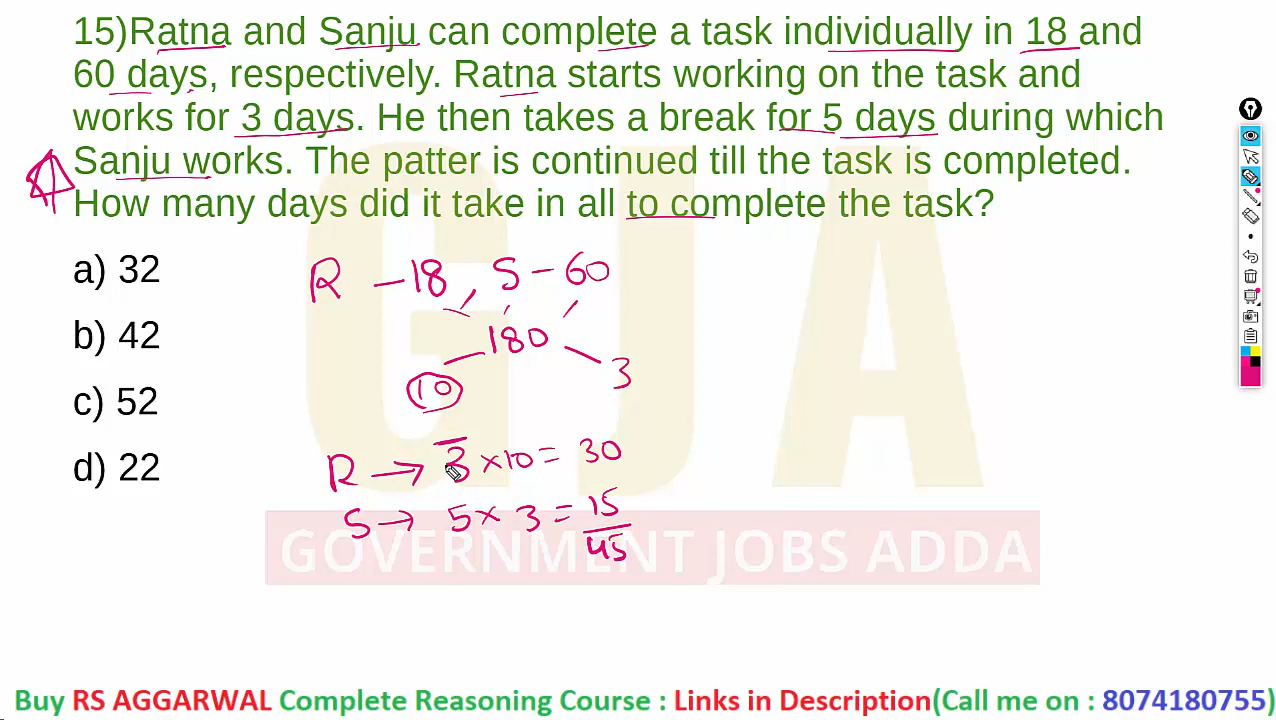 15)Ratna and Sanju can complete a task individually in 18 and
60 days, respectively. Ratna starts working on the task and
works for 3 days. He then takes a break for 5 days during which
Sanju works. The patter is continued till the task is completed.
How many days did it take in all to complete the task?
a) 32
b) 42
c) 52
d) 22
R – 18, S – 60
180
10 3
R → 3 × 10 = 30
S → 5 × 3 = 15
45
GJA
GOVERNMENT JOBS ADDA
Buy RS AGGARWAL Complete Reasoning Course : Links in Description(Call me on : 8074180755)